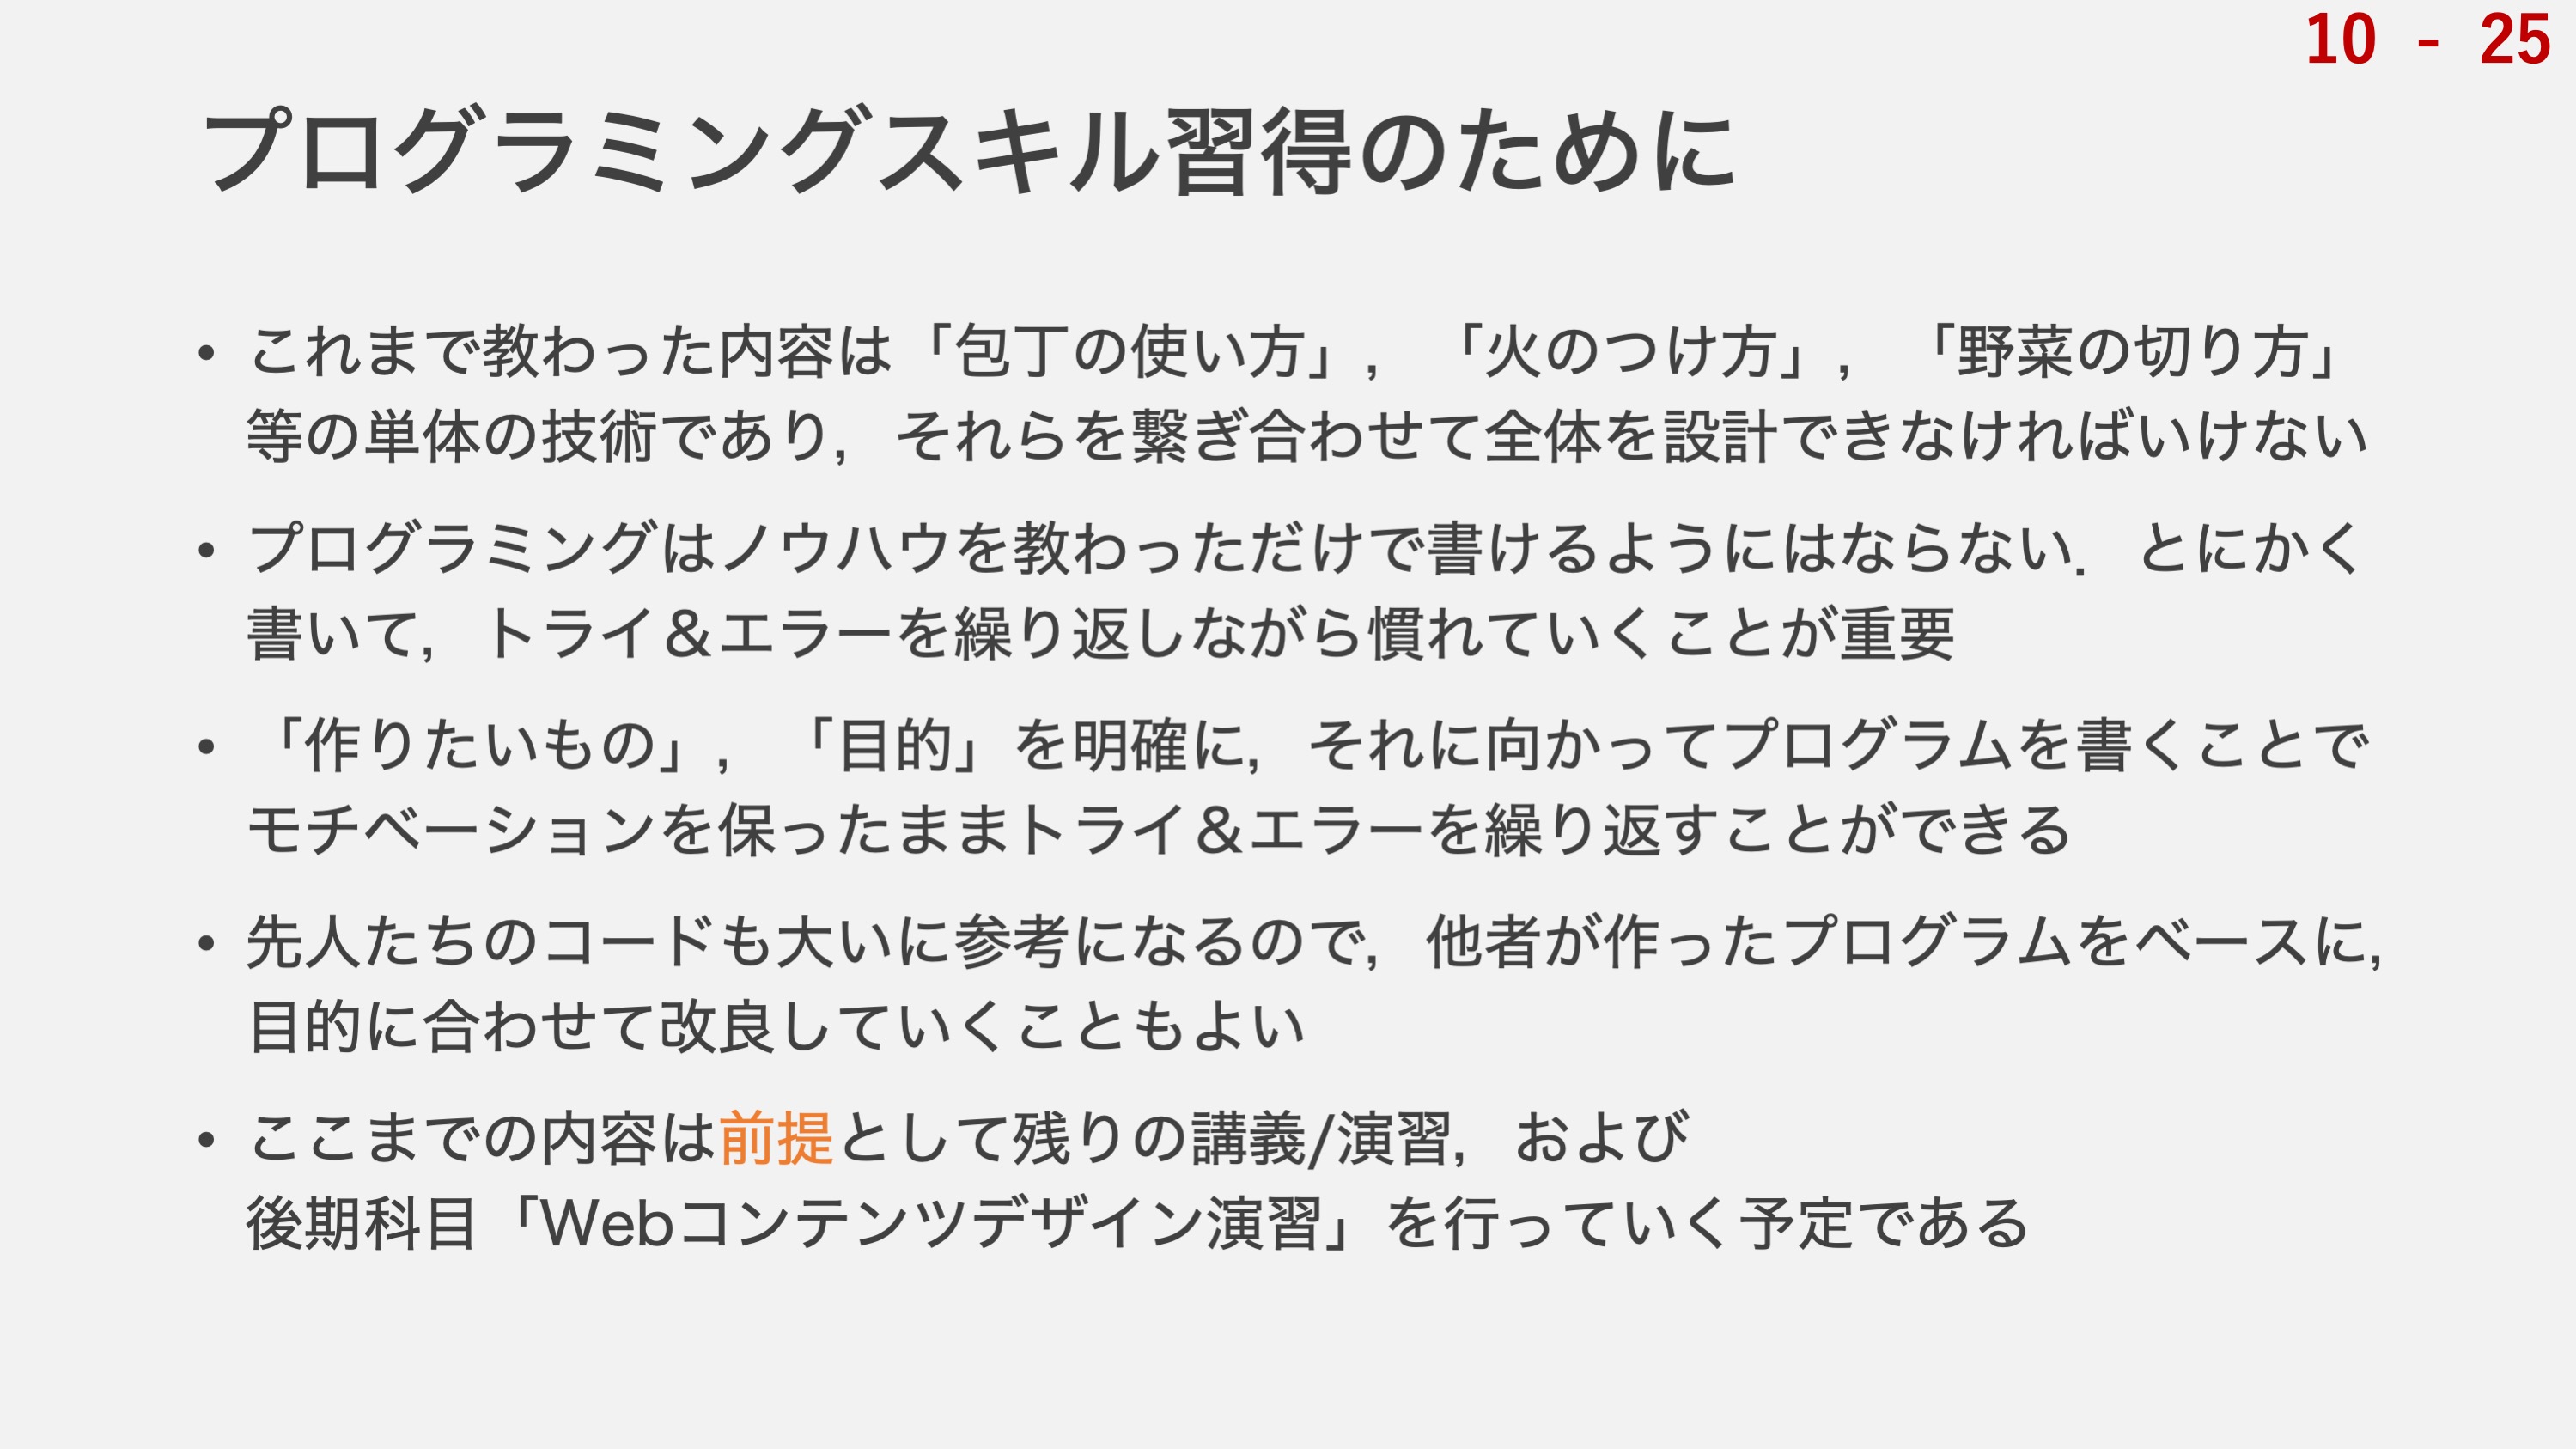 10 - 25
プログラミングスキル習得のために
• これまで教わった内容は「包丁の使い方」，「火のつけ方」，「野菜の切り方」
等の単体の技術であり，それらを繋ぎ合わせて全体を設計できなければいけない
• プログラミングはノウハウを教わっただけで書けるようにはならない．とにかく
書いて，トライ＆エラーを繰り返しながら慣れていくことが重要
• 「作りたいもの」，「目的」を明確に，それに向かってプログラムを書くことで
モチベーションを保ったままトライ＆エラーを繰り返すことができる
• 先人たちのコードも大いに参考になるので，他者が作ったプログラムをベースに，
目的に合わせて改良していくこともよい
• ここまでの内容は前提として残りの講義/演習，および
後期科目「Webコンテンツデザイン演習」を行っていく予定である